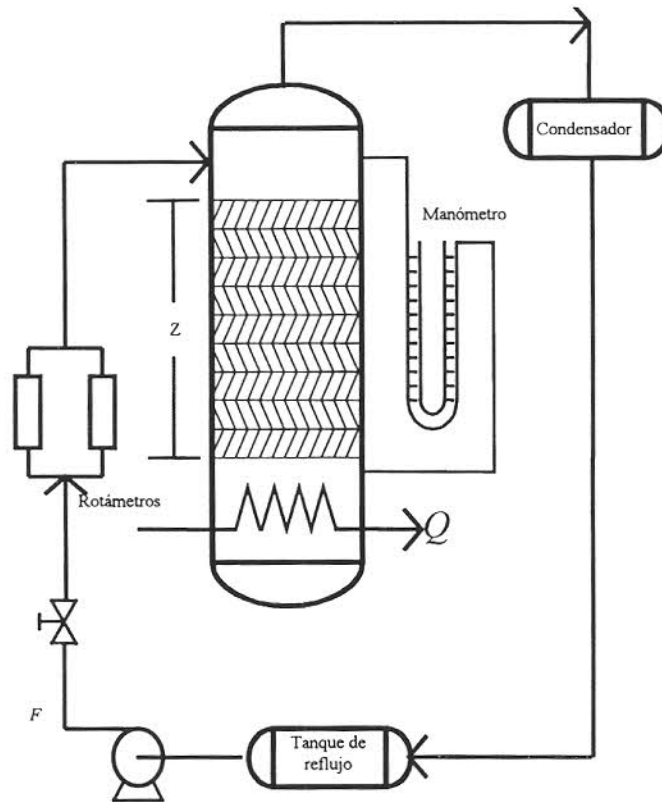 Condensador
Manómetro
Z
Rotámetros
Q
F
Tanque de
reflujo